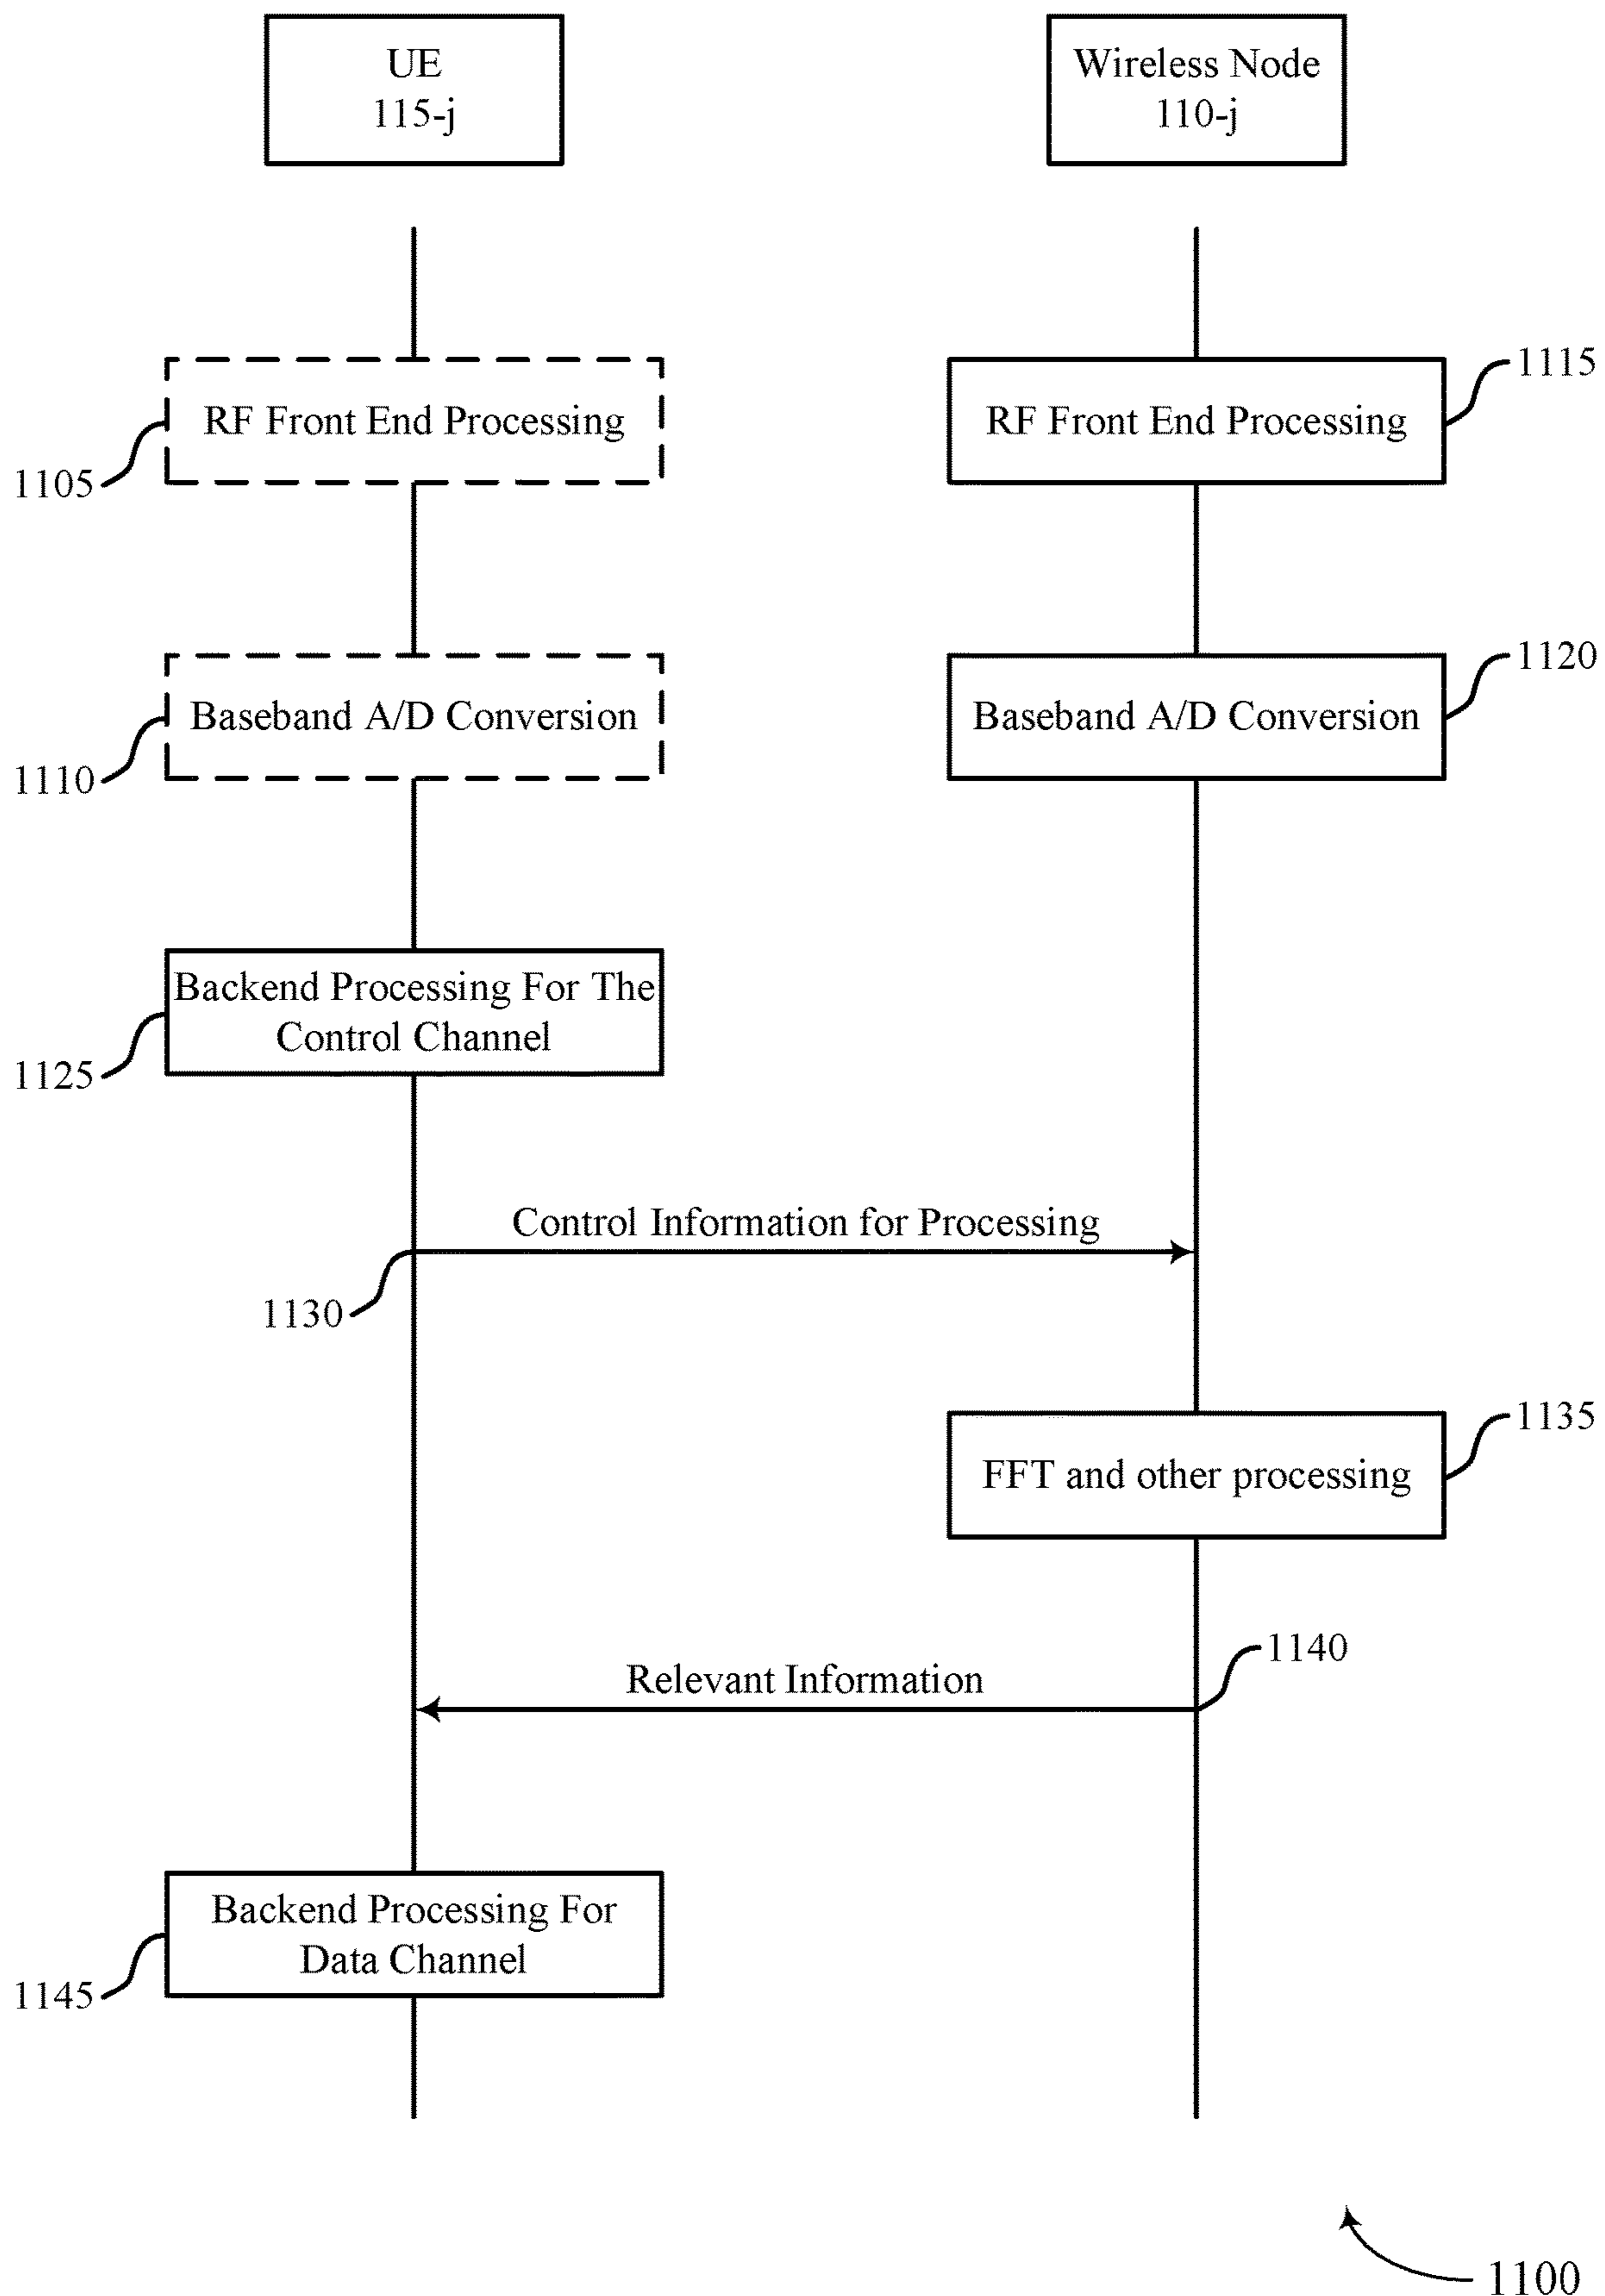 UE
115-j
Wireless Node
110-j
RF Front End Processing
1105
RF Front End Processing
1115
Baseband A/D Conversion
1110
Baseband A/D Conversion
1120
Backend Processing For The
Control Channel
1125
Control Information for Processing
1130
FFT and other processing
1135
Relevant Information
1140
Backend Processing For
Data Channel
1145
1100